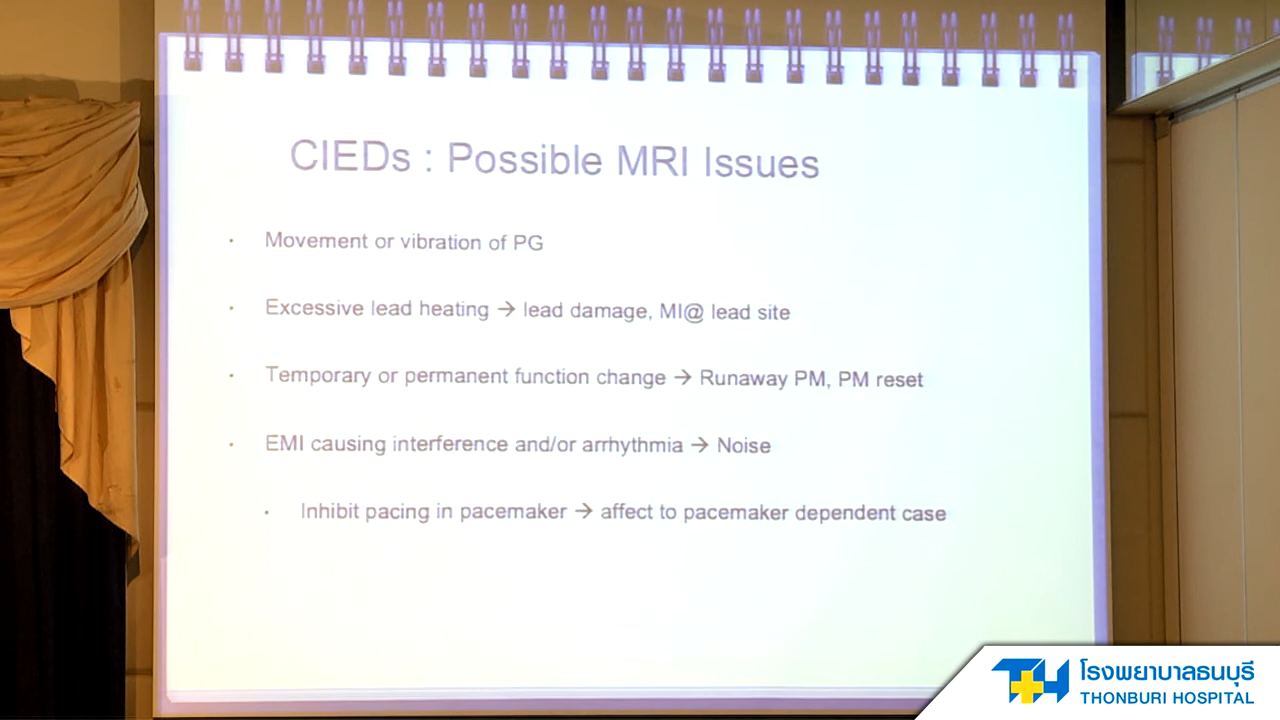 CIEDs : Possible MRI Issues
• Movement or vibration of PG
• Excessive lead heating → lead damage, MI@ lead site
• Temporary or permanent function change → Runaway PM, PM reset
• EMI causing interference and/or arrhythmia → Noise
• Inhibit pacing in pacemaker → affect to pacemaker dependent case
TH
โรงพยาบาลธนบุรี
THONBURI HOSPITAL